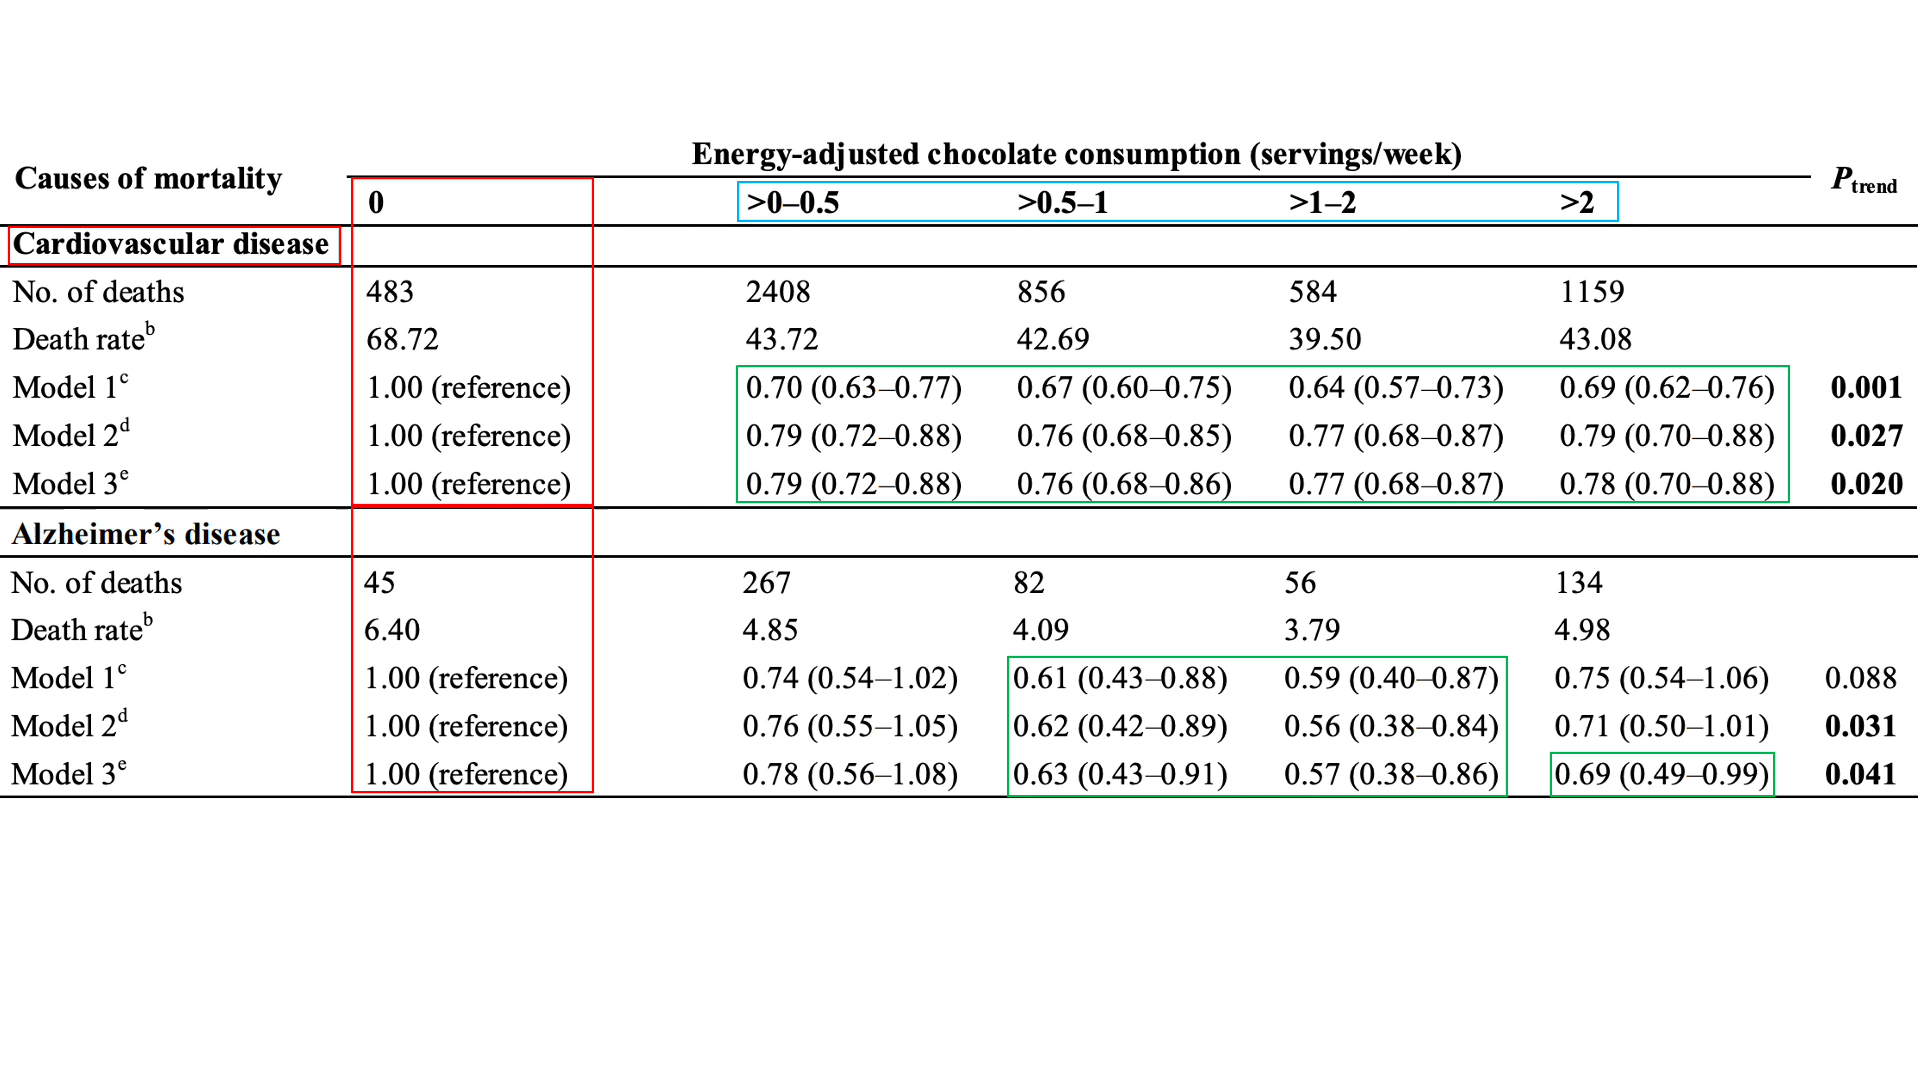 Energy-adjusted chocolate consumption (servings/week)
Causes of mortality P trend
0 >0–0.5 >0.5–1 >1–2 >2
Cardiovascular disease
No. of deaths 483 2408 856 584 1159
Death rate b 68.72 43.72 42.69 39.50 43.08
Model 1 c 1.00 (reference) 0.70 (0.63–0.77) 0.67 (0.60–0.75) 0.64 (0.57–0.73) 0.69 (0.62–0.76) 0.001
Model 2 d 1.00 (reference) 0.79 (0.72–0.88) 0.76 (0.68–0.85) 0.77 (0.68–0.87) 0.79 (0.70–0.88) 0.027
Model 3 e 1.00 (reference) 0.79 (0.72–0.88) 0.76 (0.68–0.86) 0.77 (0.68–0.87) 0.78 (0.70–0.88) 0.020
Alzheimer’s disease
No. of deaths 45 267 82 56 134
Death rate b 6.40 4.85 4.09 3.79 4.98
Model 1 c 1.00 (reference) 0.74 (0.54–1.02) 0.61 (0.43–0.88) 0.59 (0.40–0.87) 0.75 (0.54–1.06) 0.088
Model 2 d 1.00 (reference) 0.76 (0.55–1.05) 0.62 (0.42–0.89) 0.56 (0.38–0.84) 0.71 (0.50–1.01) 0.031
Model 3 e 1.00 (reference) 0.78 (0.56–1.08) 0.63 (0.43–0.91) 0.57 (0.38–0.86) 0.69 (0.49–0.99) 0.041